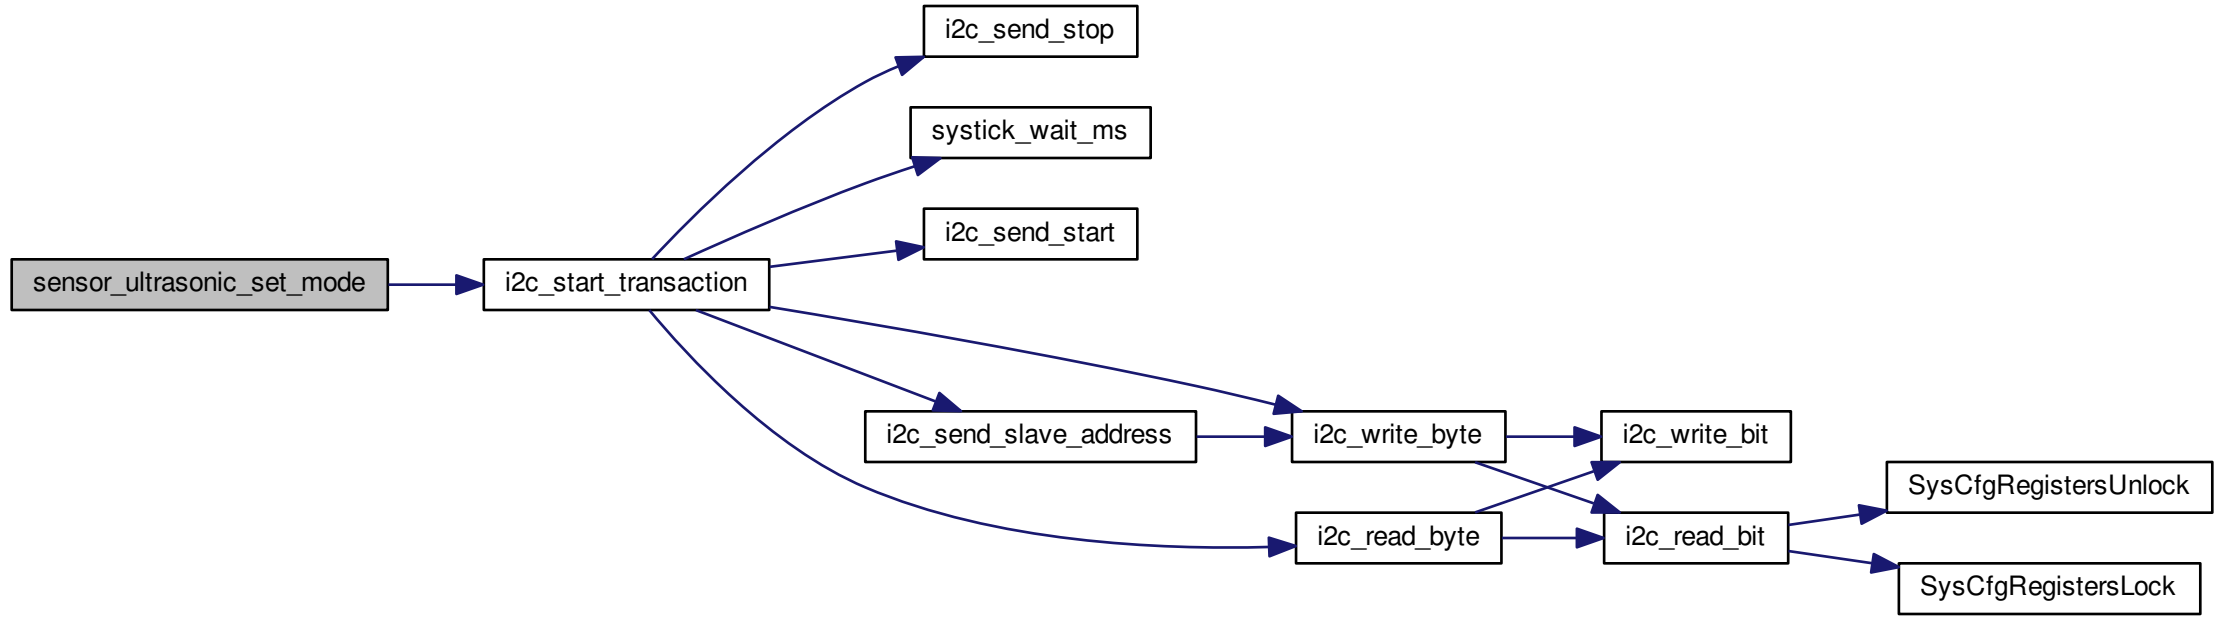 i2c_send_stop
systick_wait_ms
i2c_send_start
sensor_ultrasonic_set_mode
i2c_start_transaction
i2c_send_slave_address
i2c_write_byte
i2c_write_bit
SysCfgRegistersUnlock
i2c_read_byte
i2c_read_bit
SysCfgRegistersLock